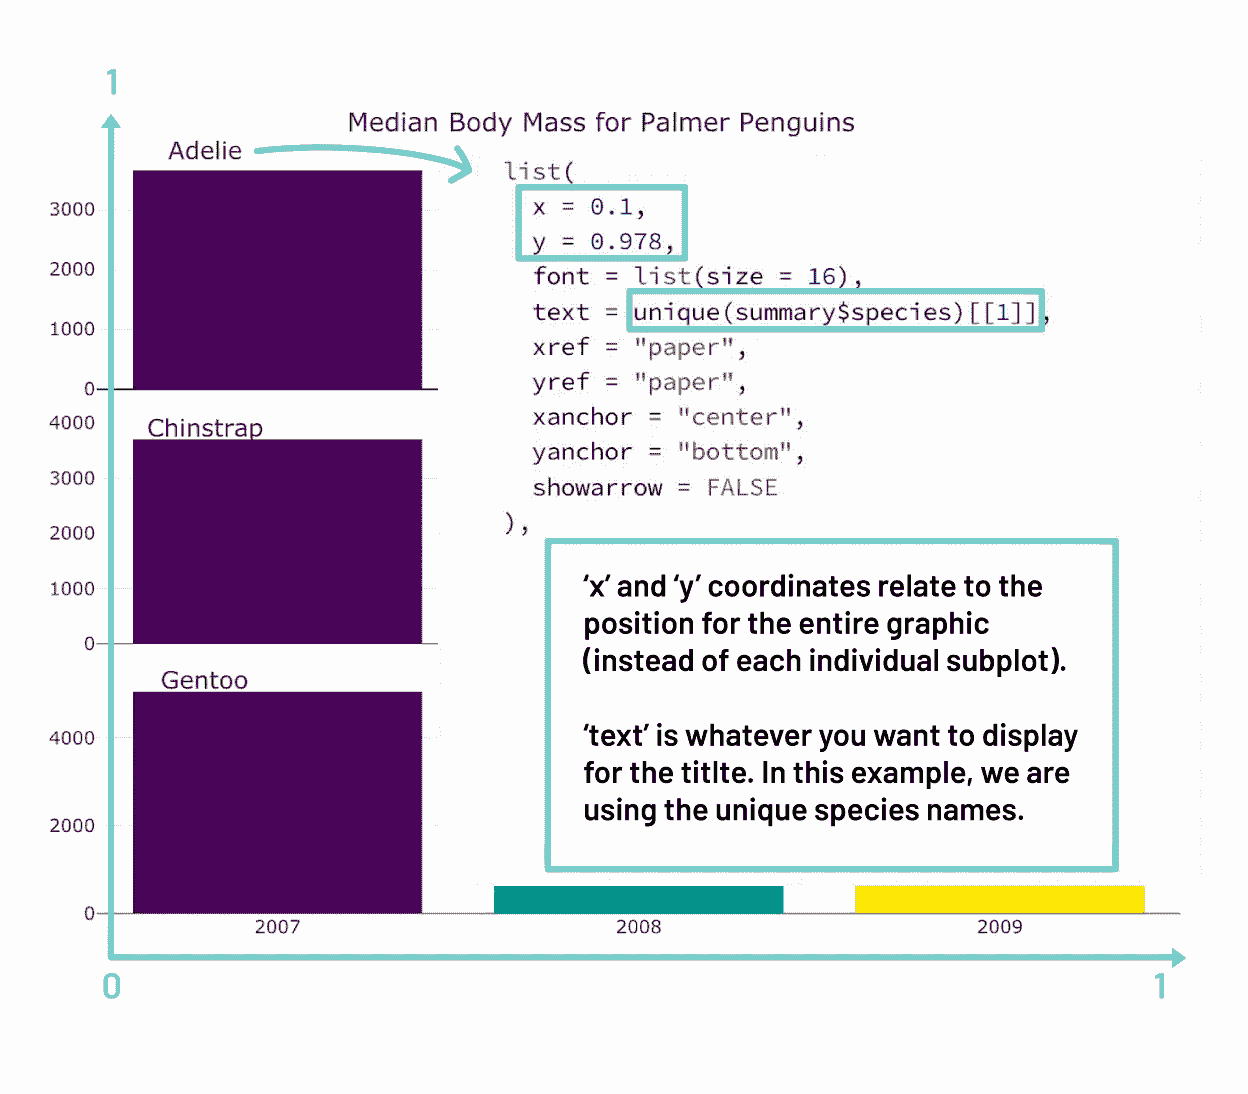 1
Median Body Mass for Palmer Penguins
Adelie
3000
2000
1000
0
list(
x = 0.1,
y = 0.978,
font = list(size = 16),
text = unique(summary$species)[[1]],
xref = "paper",
yref = "paper",
xanchor = "center",
yanchor = "bottom",
showarrow = FALSE
),
Chinstrap
4000
3000
2000
1000
0
‘x’ and ‘y’ coordinates relate to the
position for the entire graphic
(instead of each individual subplot).
‘text’ is whatever you want to display
for the titlte. In this example, we are
using the unique species names.
Gentoo
4000
2000
0
2007 2008 2009
0 1